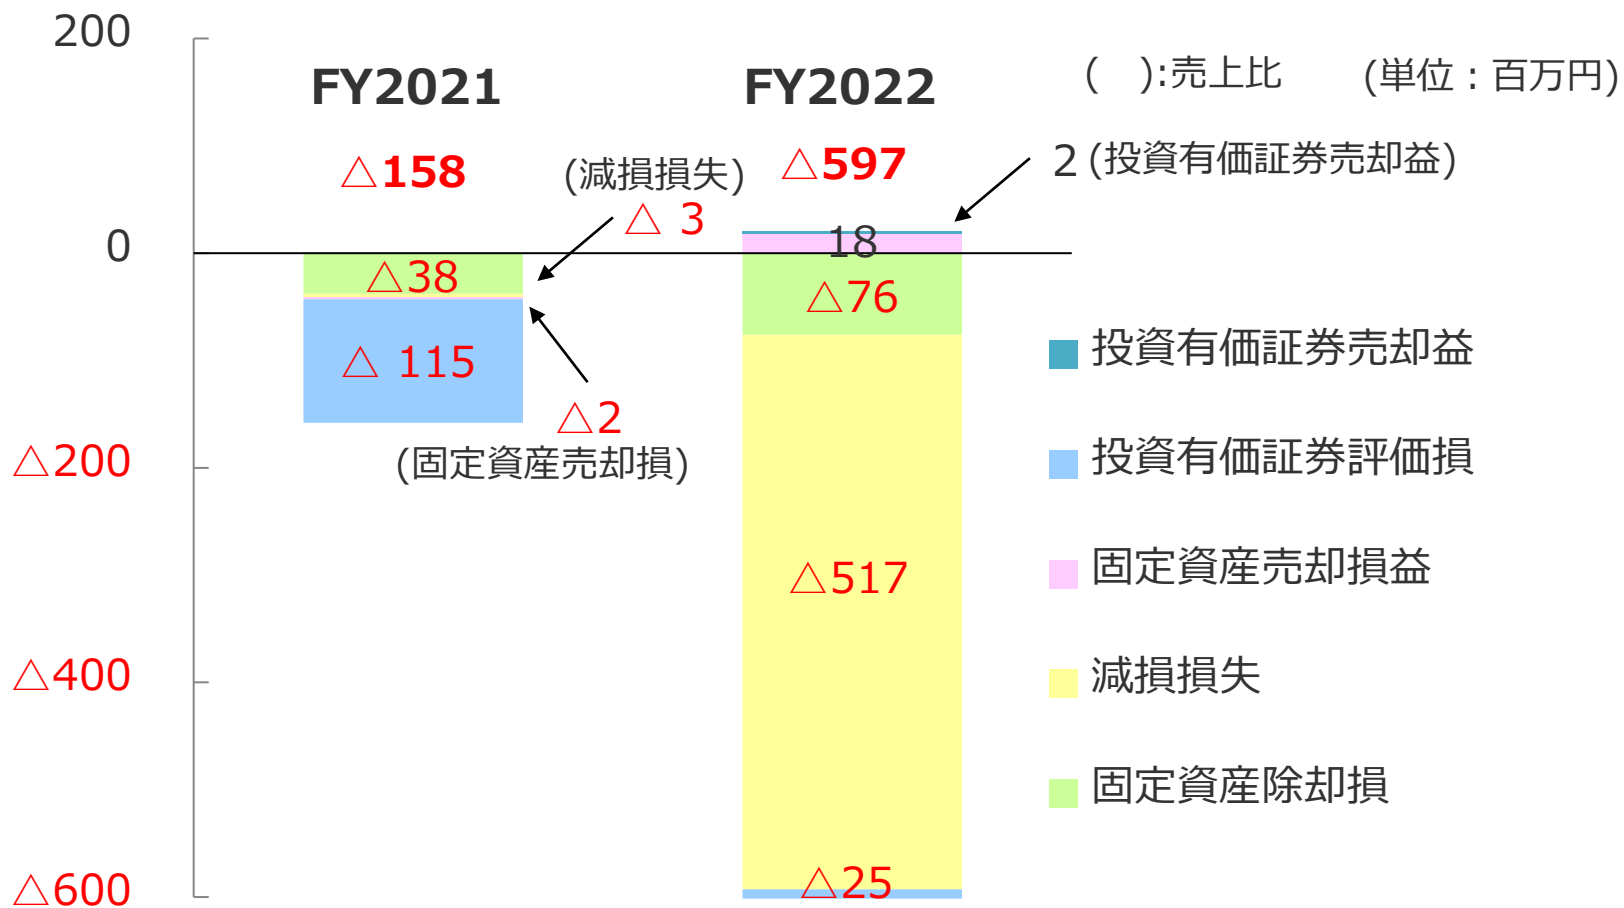 200
FY2021
FY2022
(　):売上比
(単位：百万円)
△158
(減損損失)
△ 3
△597
2 (投資有価証券売却益)
0
18
△38
△76
△ 115
△2
(固定資産売却損)
△200
△517
△400
△25
△600
投資有価証券売却益
投資有価証券評価損
固定資産売却損益
減損損失
固定資産除却損